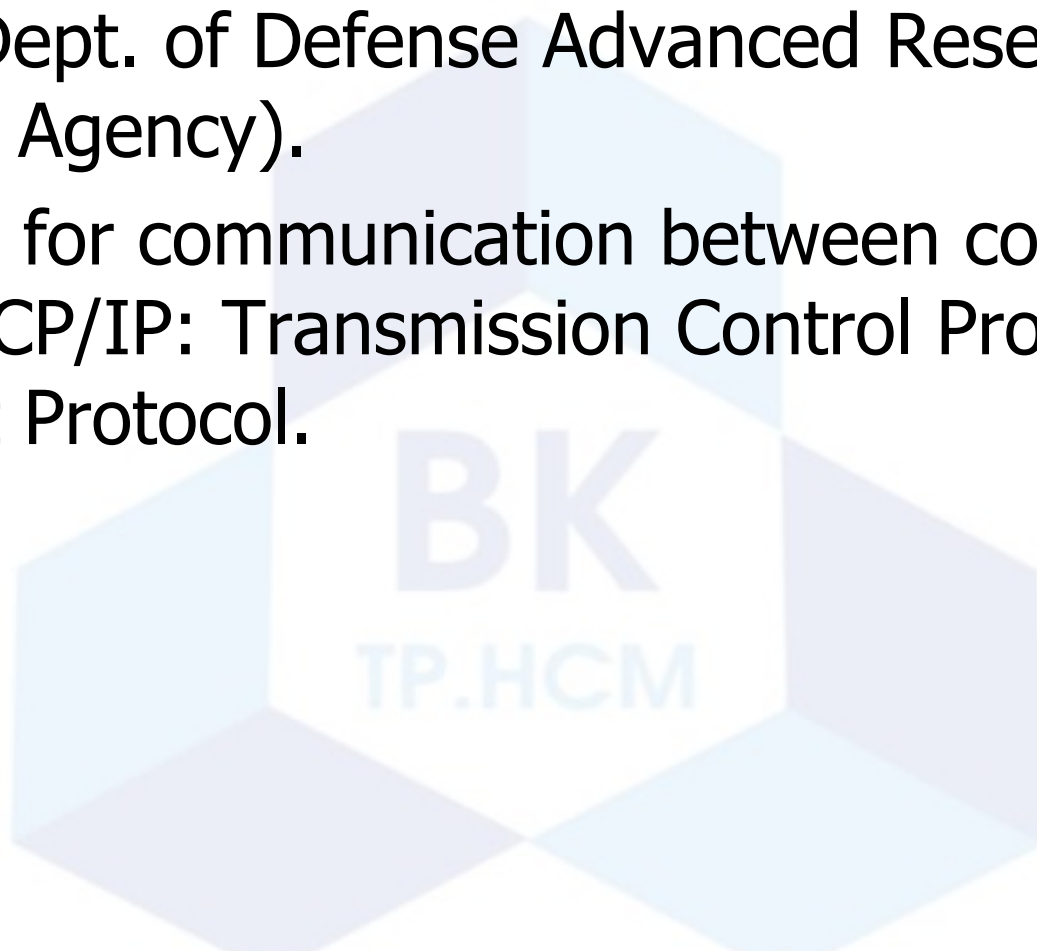 Dept. of Defense Advanced Rese
Agency).
for communication between co
CP/IP: Transmission Control Pro
Protocol.
BK
TP.HCM